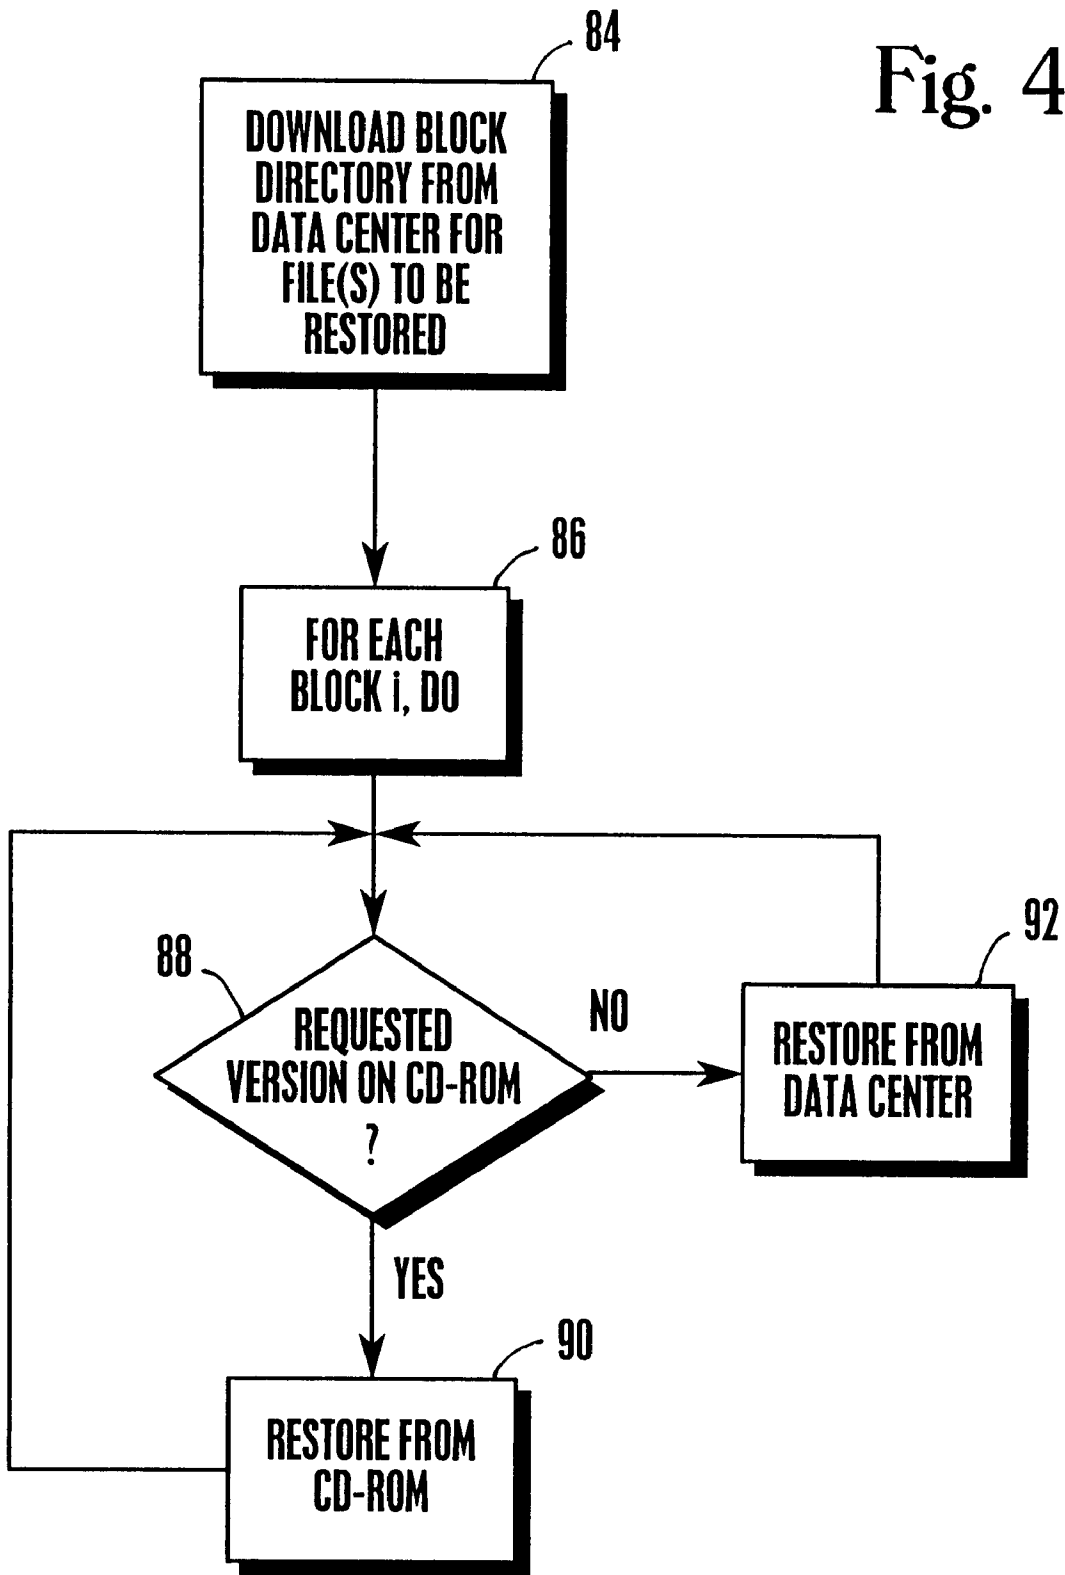 Fig. 4
84
DOWNLOAD BLOCK
DIRECTORY FROM
DATA CENTER FOR
FILE(S) TO BE
RESTORED
86
FOR EACH
BLOCK i, DO
88
REQUESTED
VERSION ON CD-ROM
?
NO
92
RESTORE FROM
DATA CENTER
YES
90
RESTORE FROM
CD-ROM